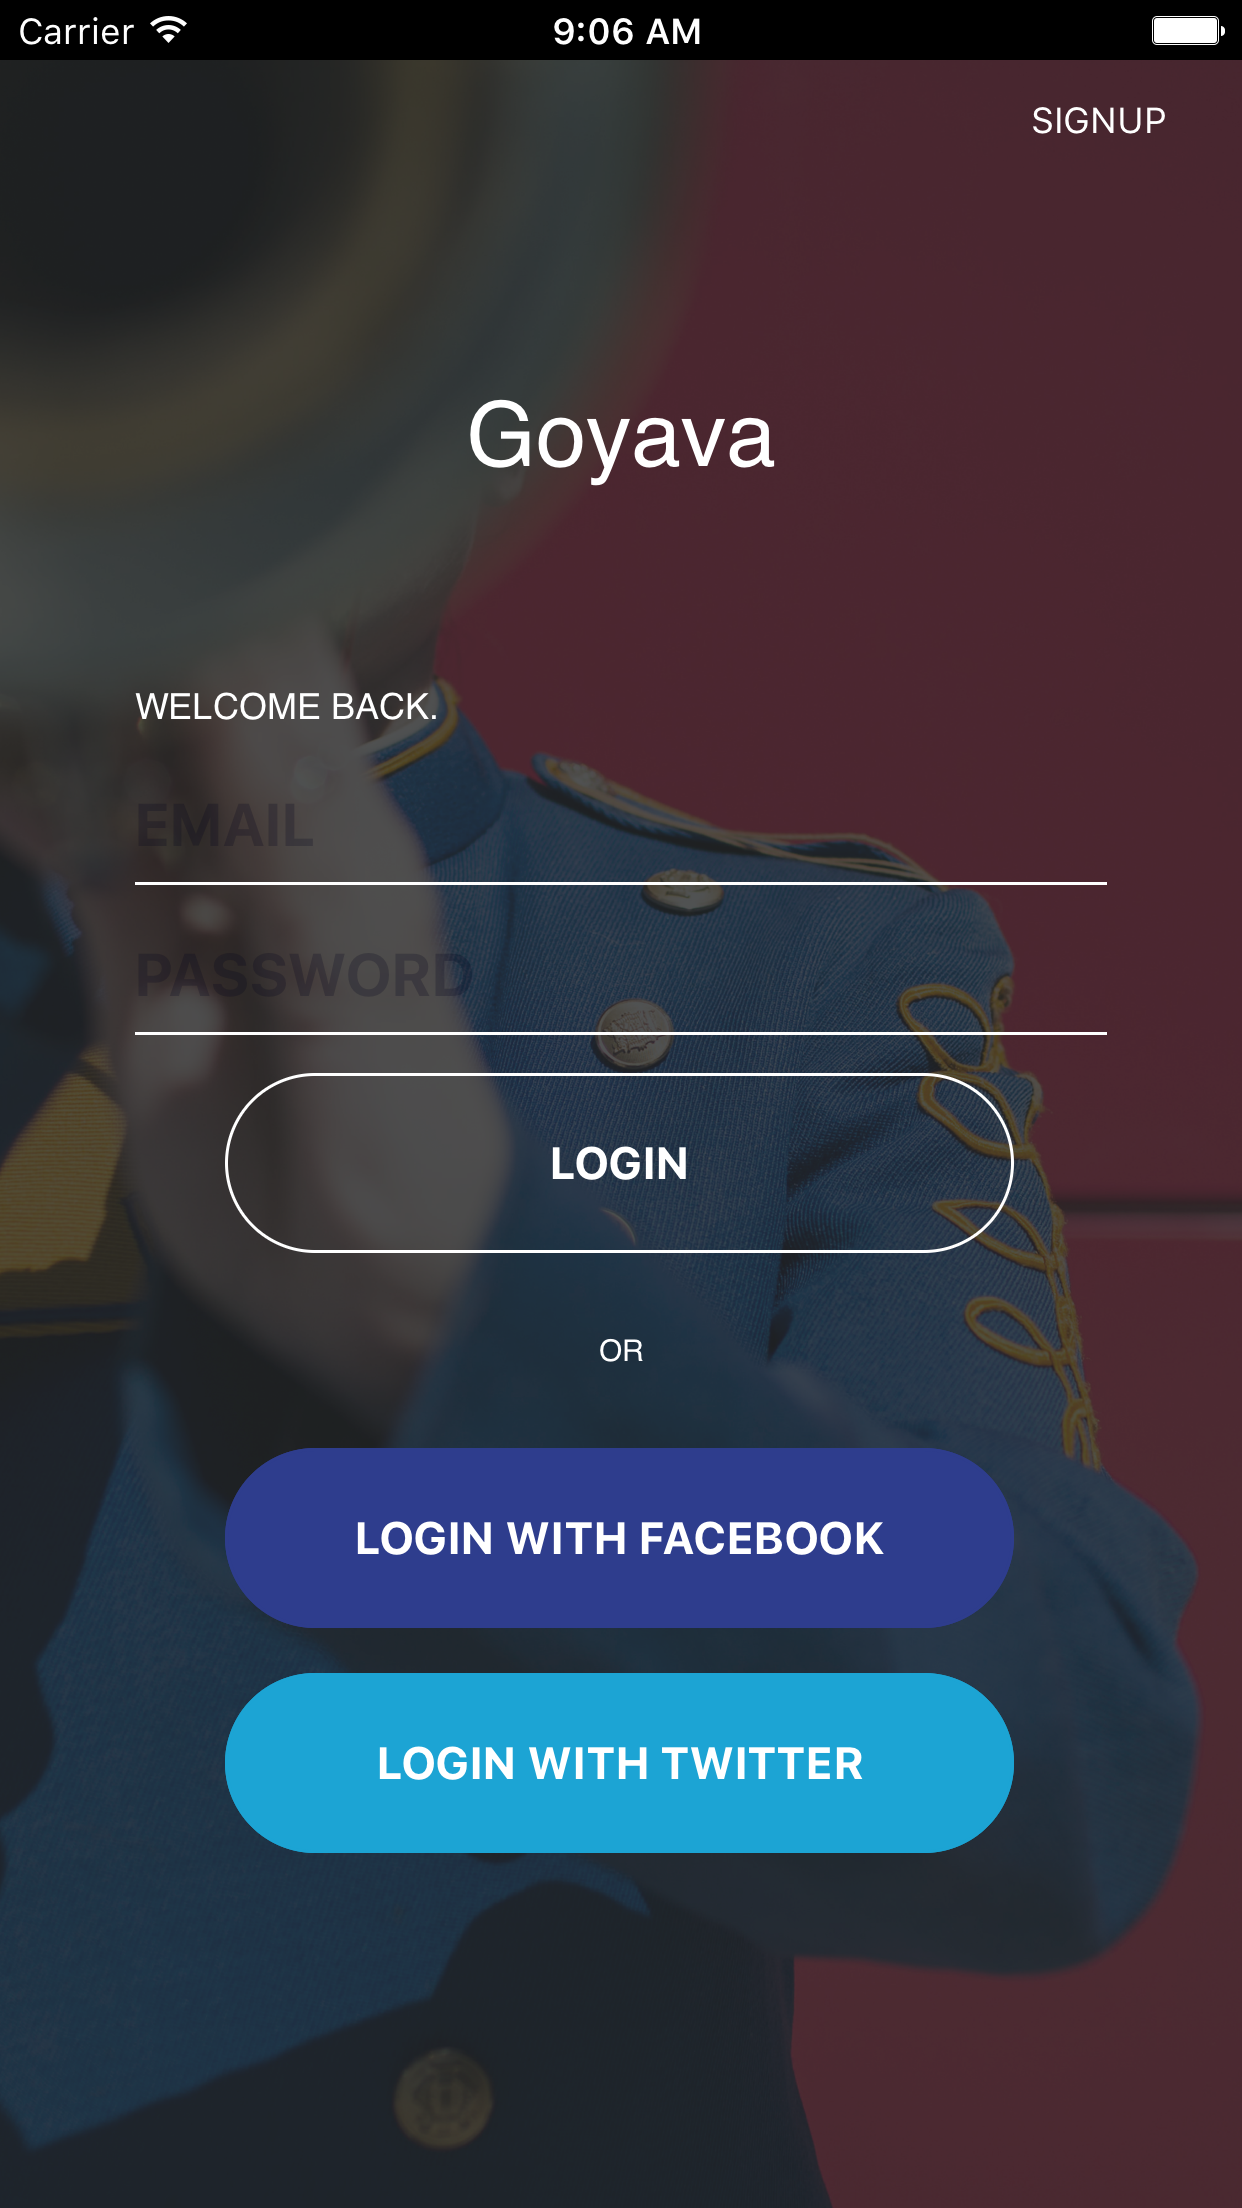 Carrier 9:06 AM
SIGNUP
Goyava
WELCOME BACK.
EMAIL
PASSWORD
LOGIN
OR
LOGIN WITH FACEBOOK
LOGIN WITH TWITTER